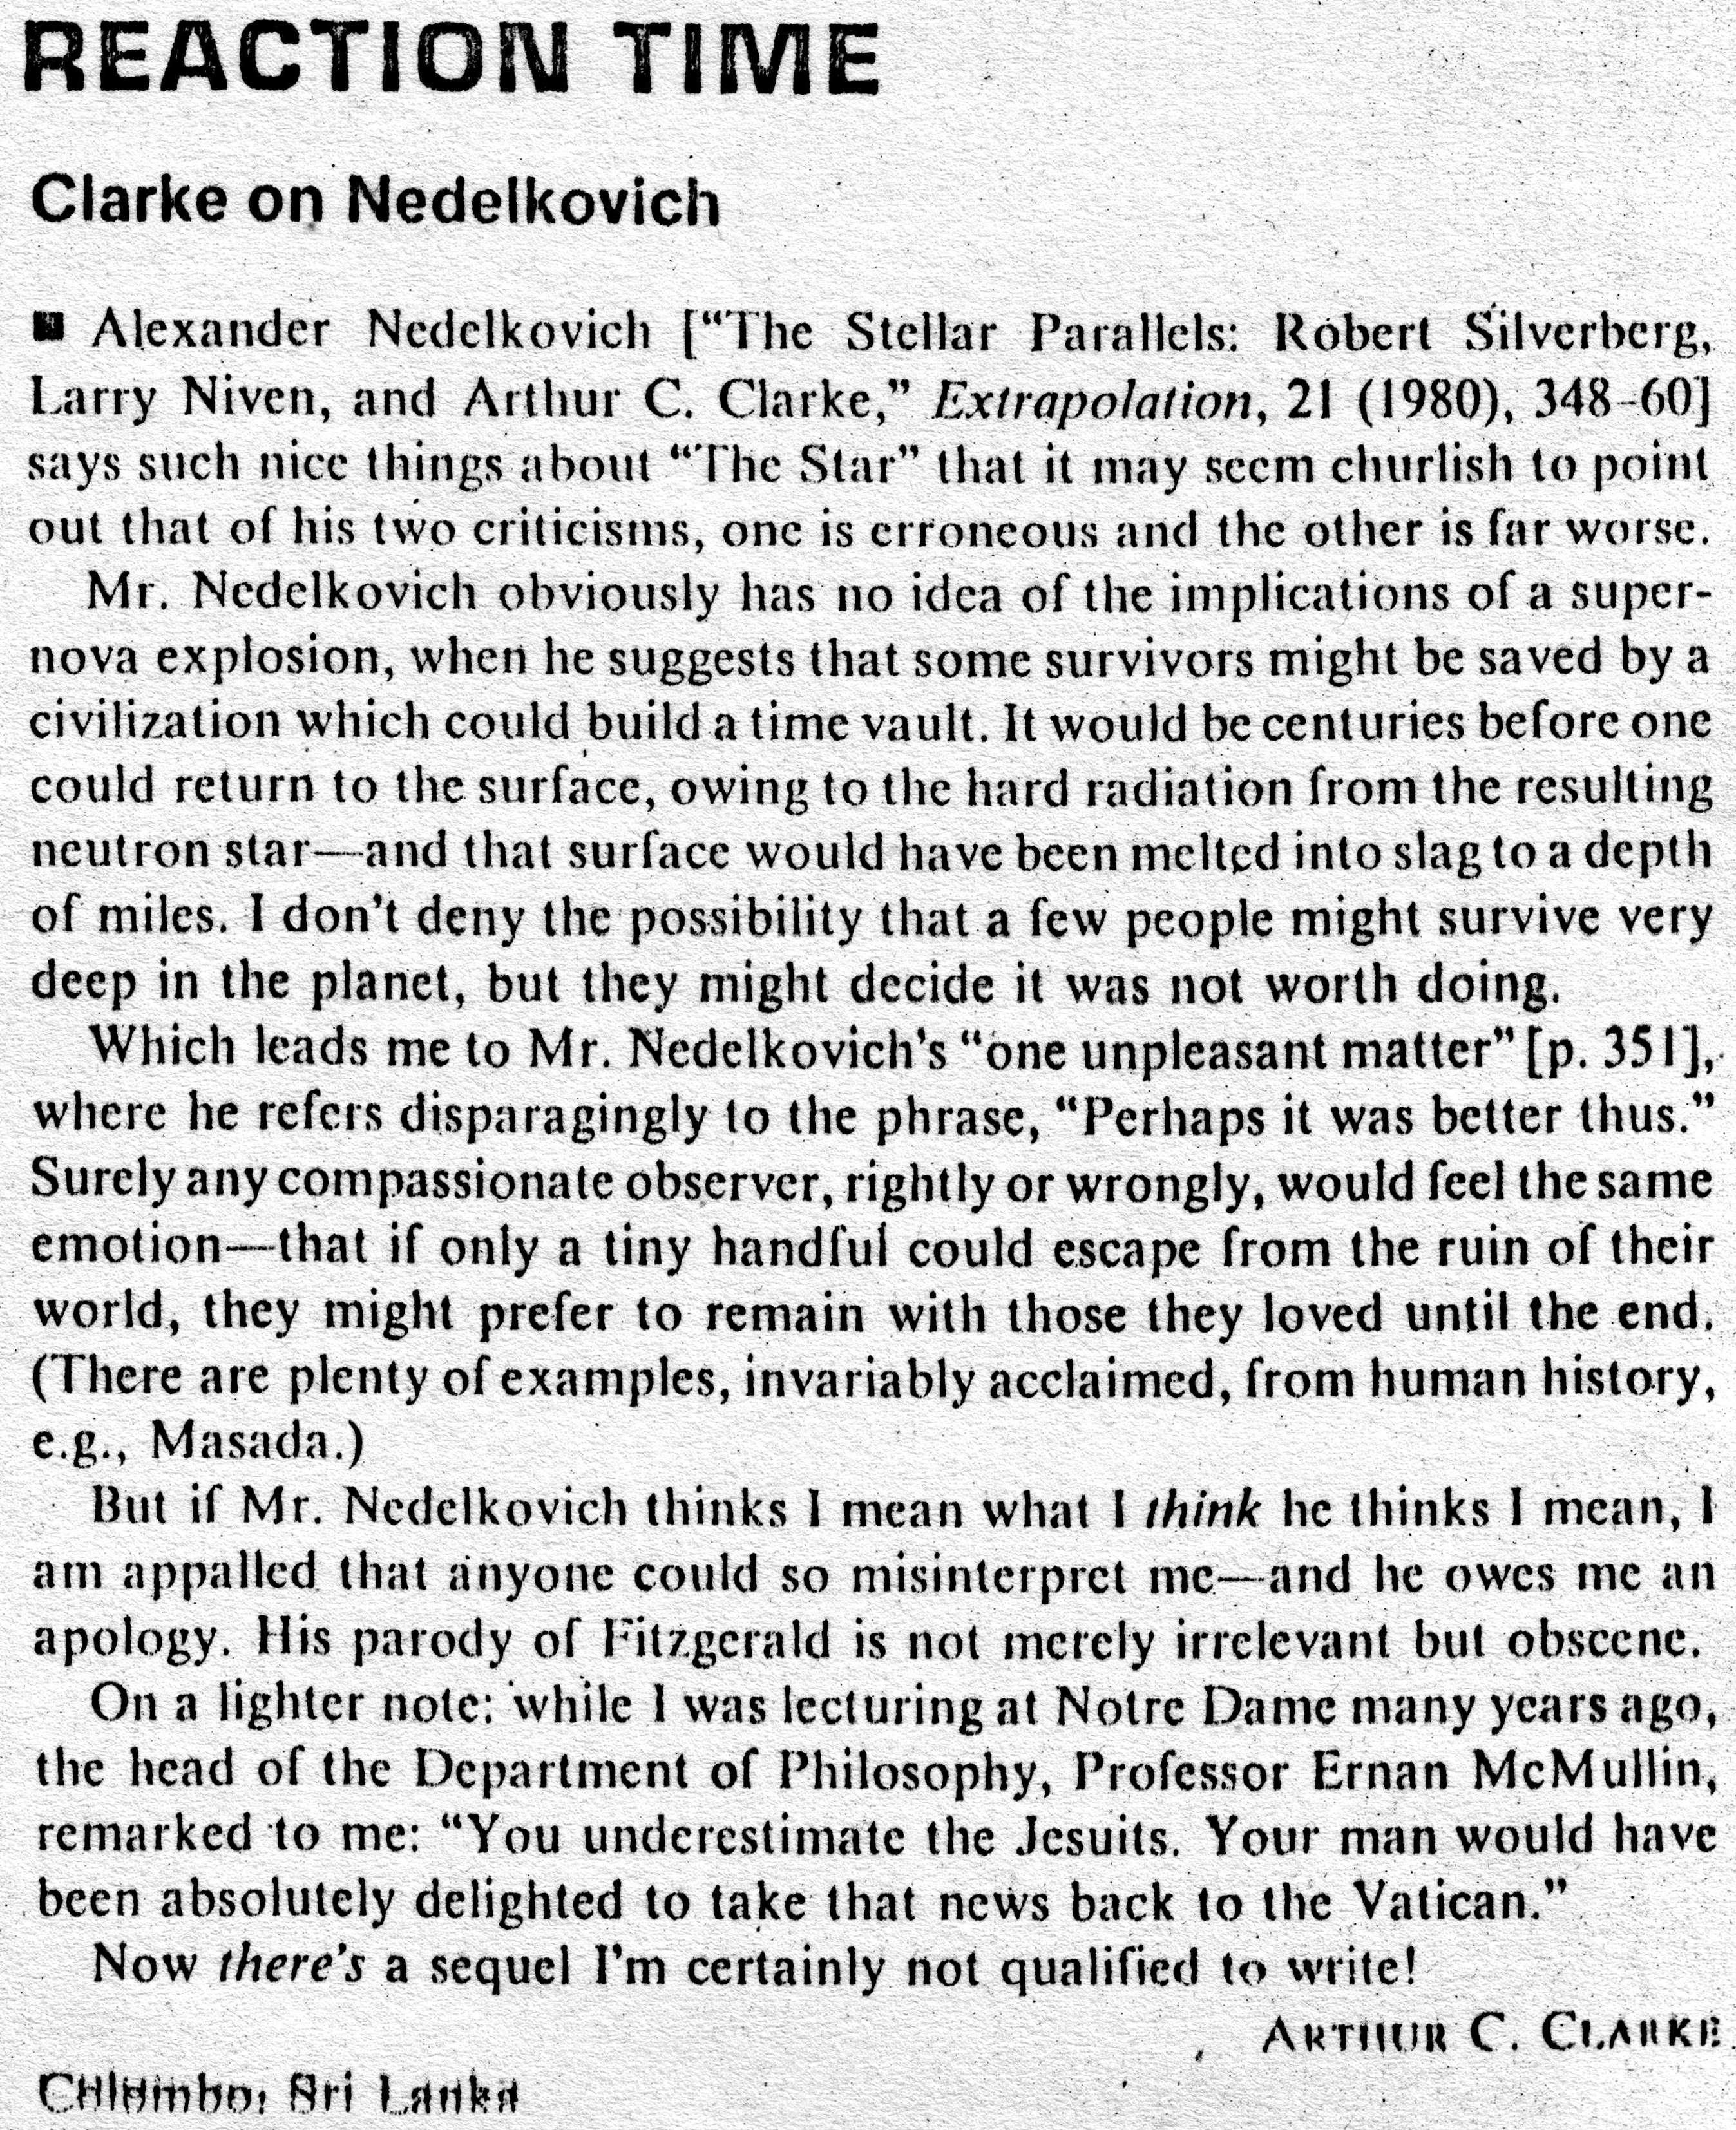 REACTION TIME
Clarke on Nedelkovich
■ Alexander Nedelkovich [“The Stellar Parallels: Robert Silverberg,
Larry Niven, and Arthur C. Clarke,” Extrapolation, 21 (1980), 348–60]
says such nice things about “The Star” that it may seem churlish to point
out that of his two criticisms, one is erroneous and the other is far worse.
Mr. Nedelkovich obviously has no idea of the implications of a super-
nova explosion, when he suggests that some survivors might be saved by a
civilization which could build a time vault. It would be centuries before one
could return to the surface, owing to the hard radiation from the resulting
neutron star—and that surface would have been melted into slag to a depth
of miles. I don’t deny the possibility that a few people might survive very
deep in the planet, but they might decide it was not worth doing.
Which leads me to Mr. Nedelkovich’s “one unpleasant matter” [p. 351],
where he refers disparagingly to the phrase, “Perhaps it was better thus.”
Surely any compassionate observer, rightly or wrongly, would feel the same
emotion—that if only a tiny handful could escape from the ruin of their
world, they might prefer to remain with those they loved until the end.
(There are plenty of examples, invariably acclaimed, from human history,
e.g., Masada.)
But if Mr. Nedelkovich thinks I mean what I think he thinks I mean, I
am appalled that anyone could so misinterpret me—and he owes me an
apology. His parody of Fitzgerald is not merely irrelevant but obscene.
On a lighter note: while I was lecturing at Notre Dame many years ago,
the head of the Department of Philosophy, Professor Ernan McMullin,
remarked to me: “You underestimate the Jesuits. Your man would have
been absolutely delighted to take that news back to the Vatican.”
Now there’s a sequel I’m certainly not qualified to write!
ARTHUR C. CLARKE
Colombo, Sri Lanka